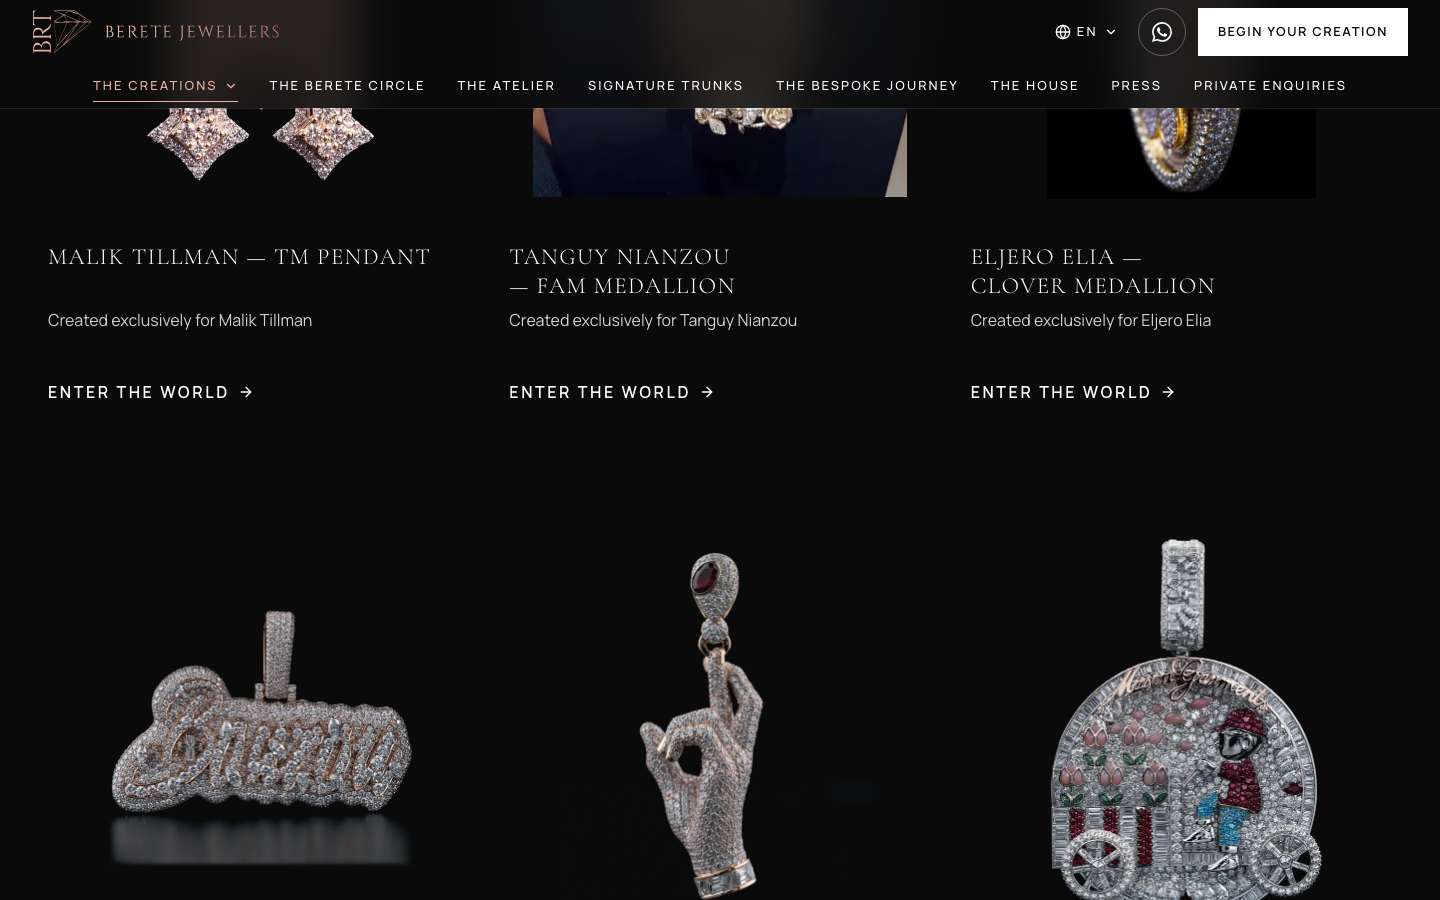 BRT
BERETE JEWELLERS
EN
BEGIN YOUR CREATION
THE CREATIONS
THE BERETE CIRCLE
THE ATELIER
SIGNATURE TRUNKS
THE BESPOKE JOURNEY
THE HOUSE
PRESS
PRIVATE ENQUIRIES
MALIK TILLMAN — TM PENDANT
Created exclusively for Malik Tillman
ENTER THE WORLD
TANGUY NIANZOU
— FAM MEDALLION
Created exclusively for Tanguy Nianzou
ENTER THE WORLD
ELJERO ELIA —
CLOVER MEDALLION
Created exclusively for Eljero Elia
ENTER THE WORLD
Maison Garments